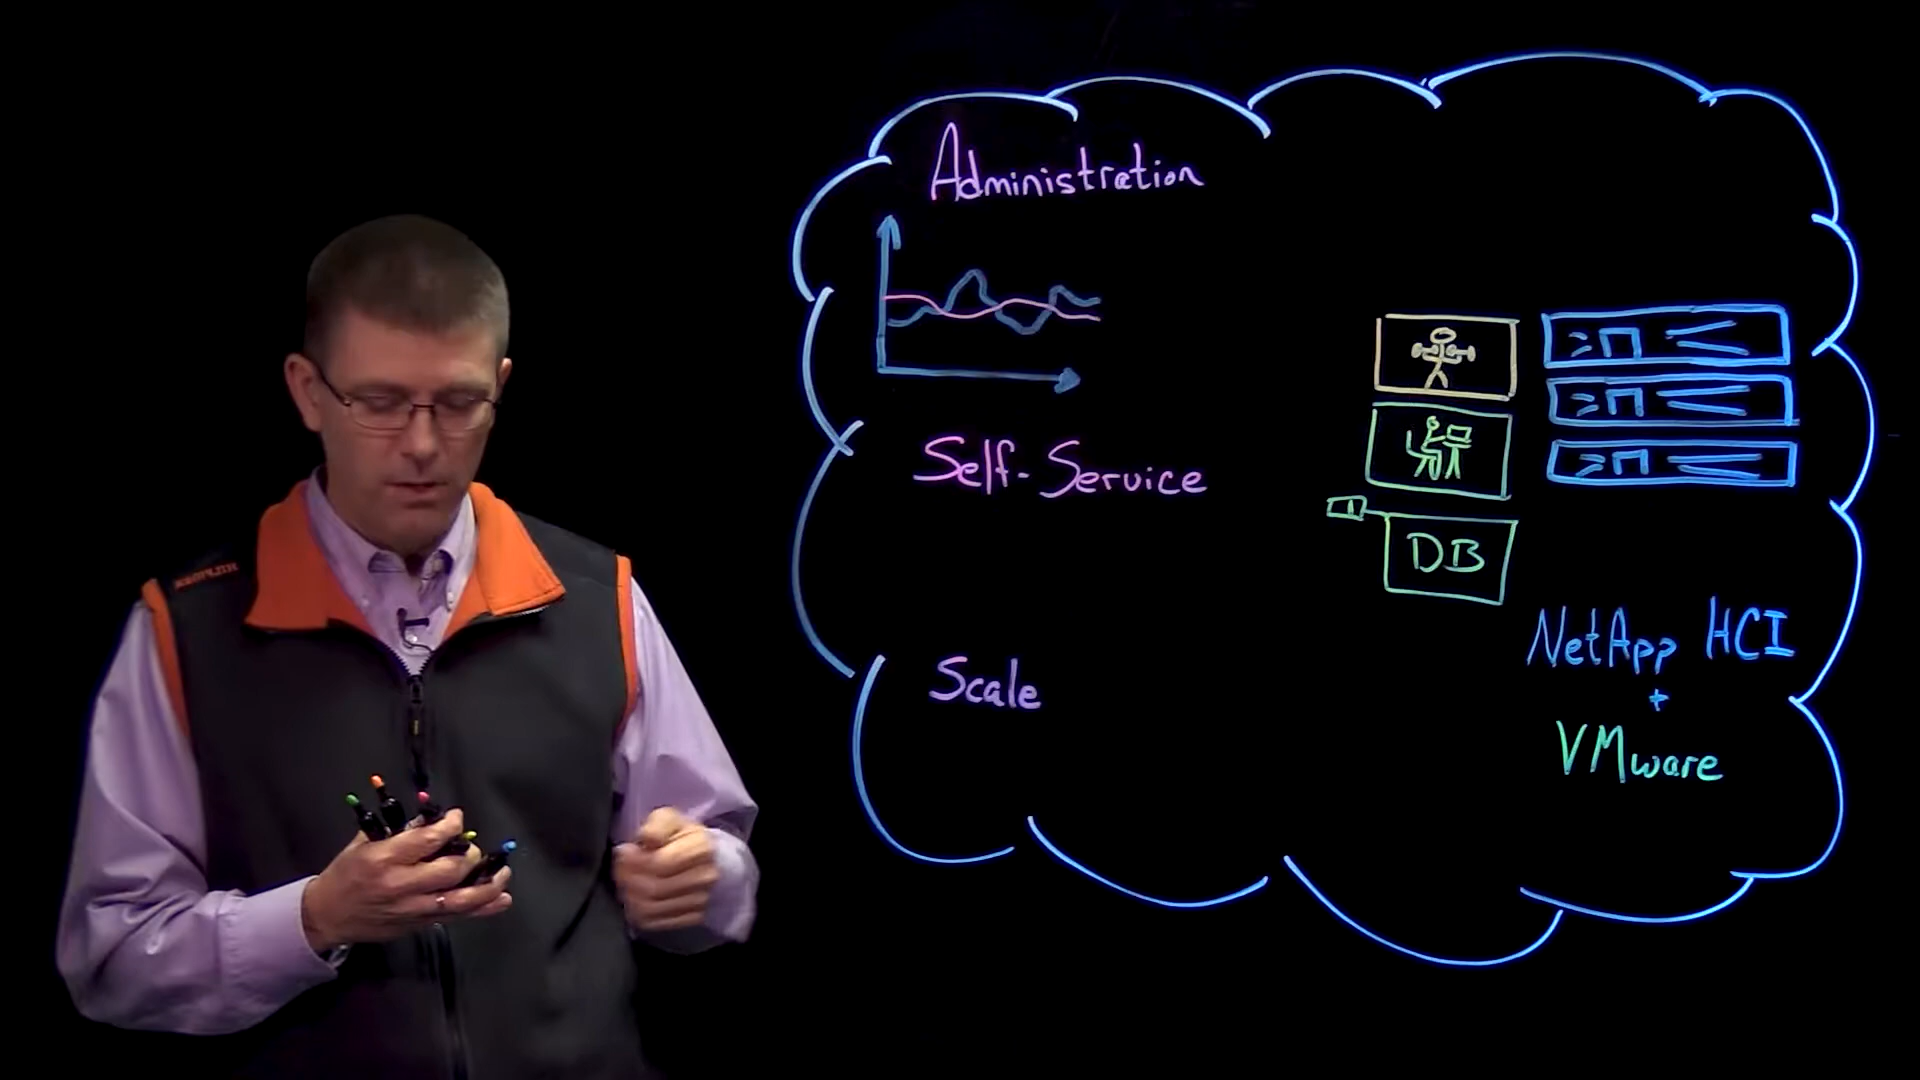 Administration
Self-Service
Scale
DB
NetApp HCI
+
VMware